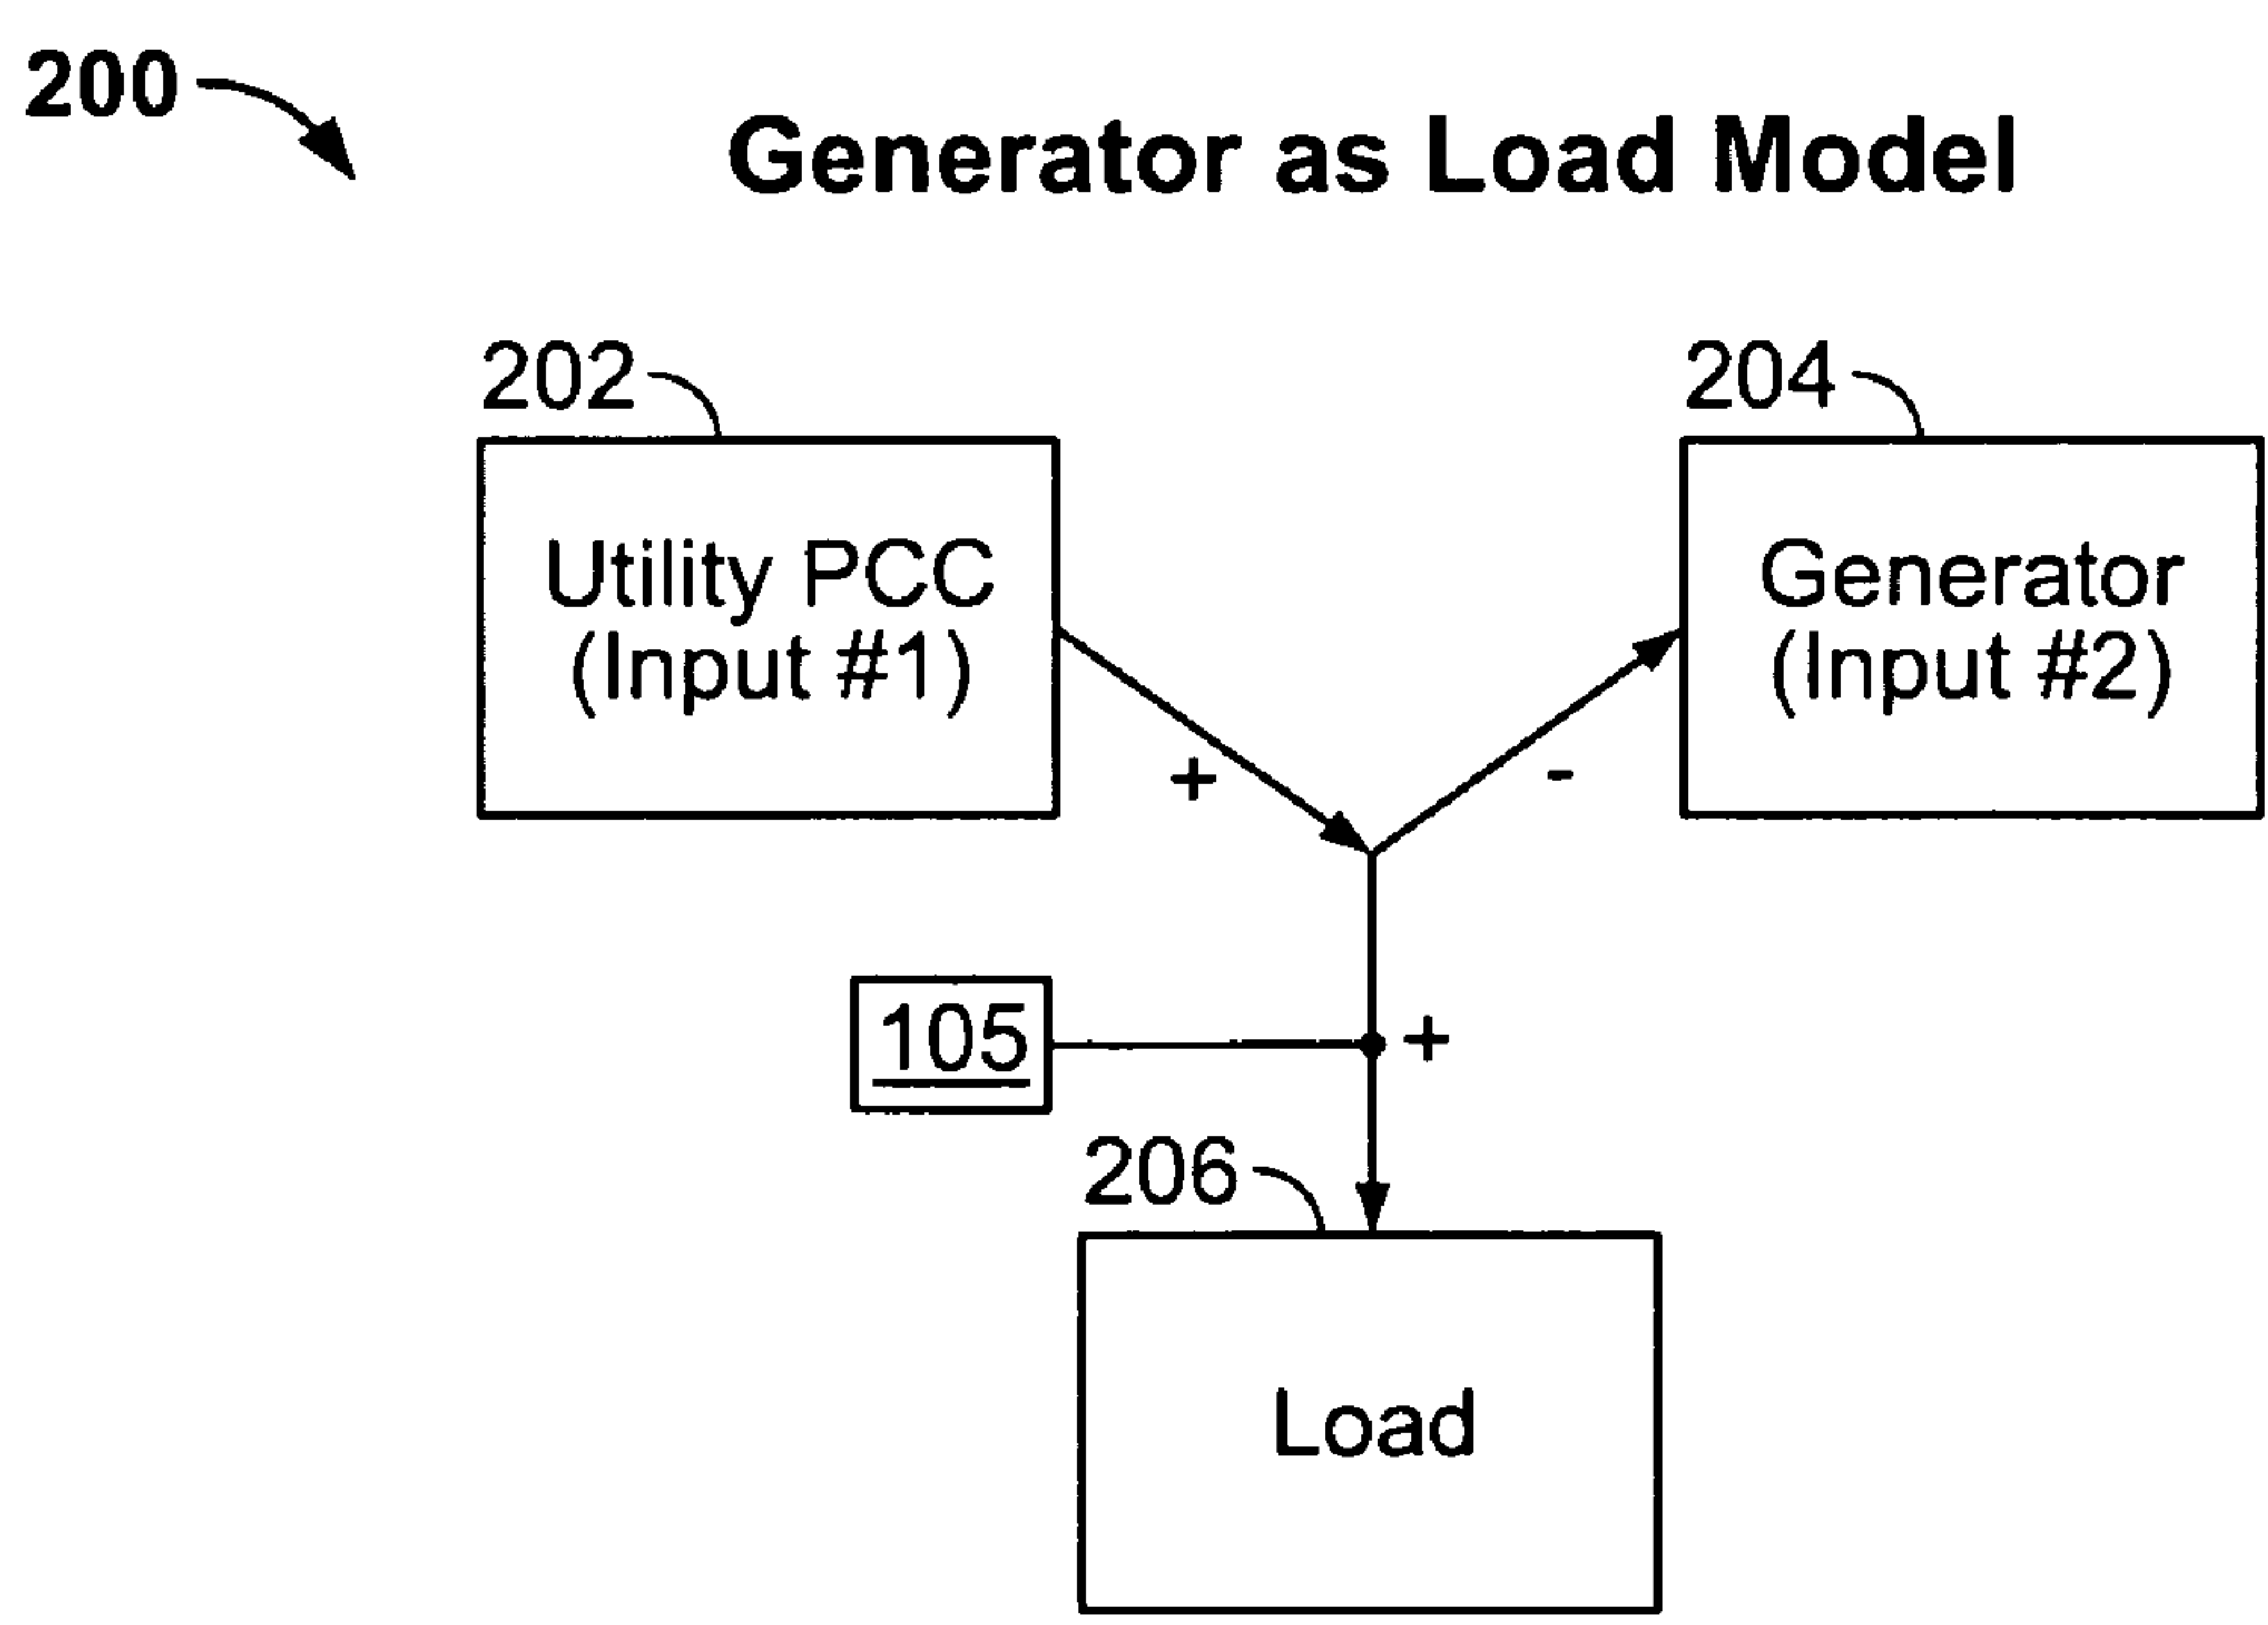 200
Generator as Load Model
202
204
Utility PCC
(Input #1)
Generator
(Input #2)
+
-
105
+
206
Load